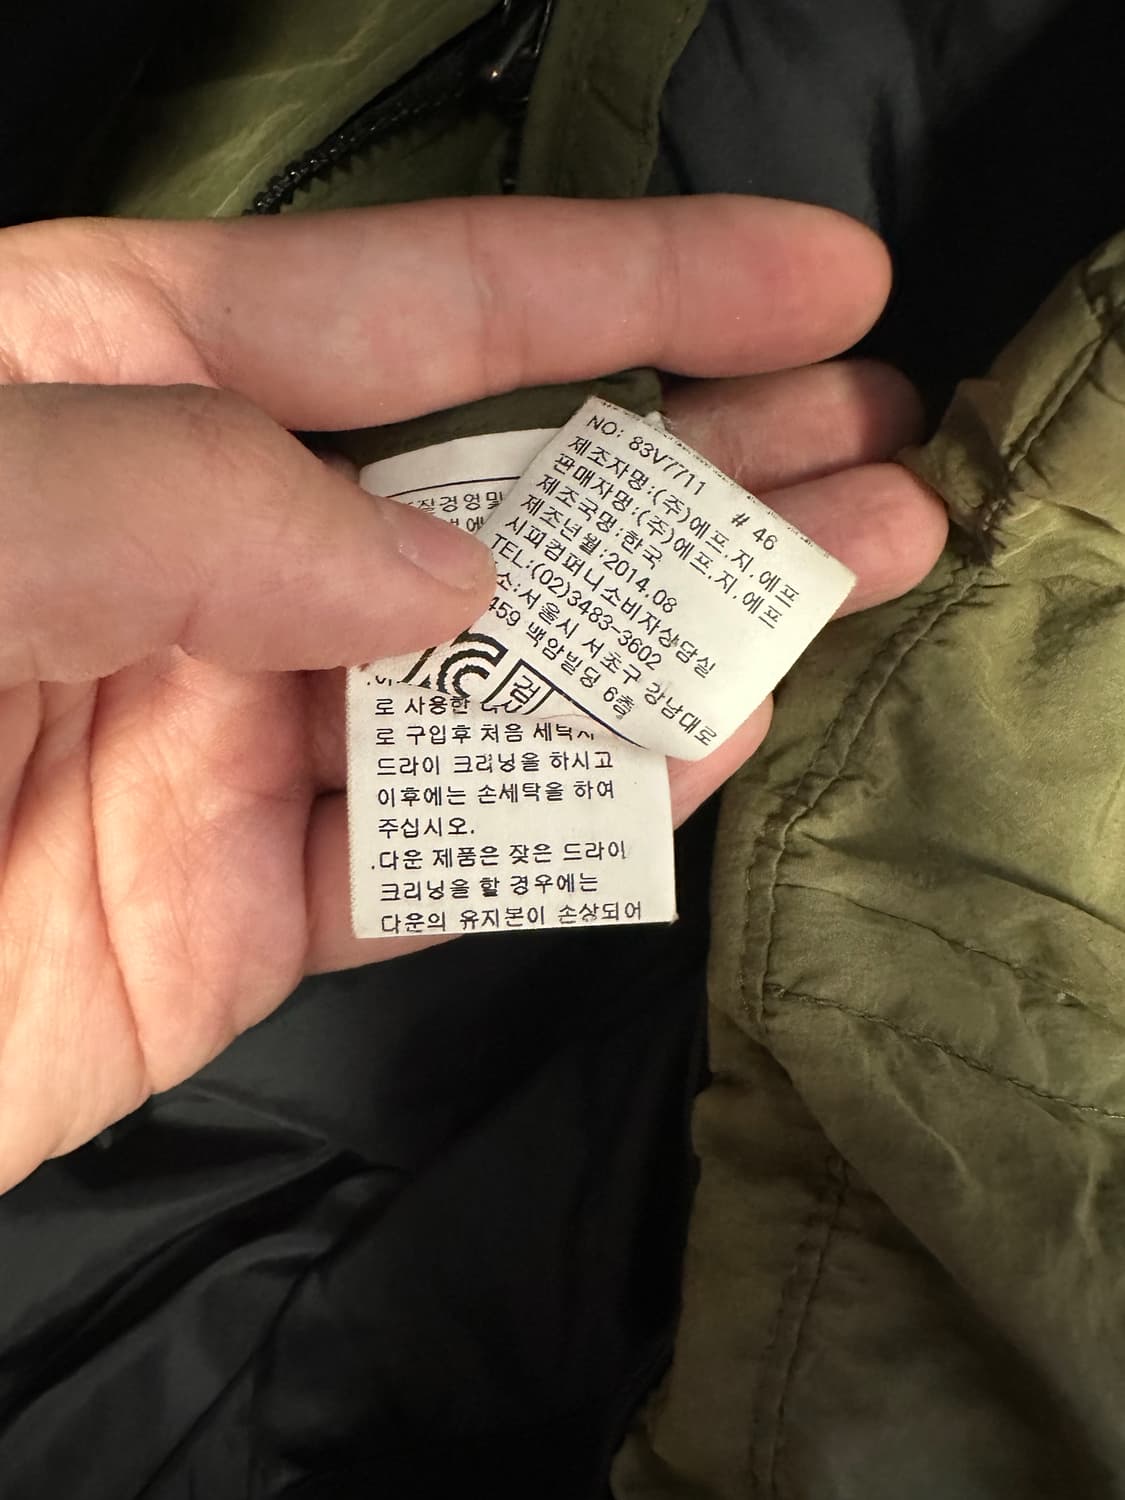 NO: 83V7711 # 46
제조자명:(주)에프.지.에프
판매자명:(주)에프.지.에프
제조국명:한국
제조년월:2014.08
시피컴퍼니소비자상담실
TEL:(02)3483-3602
소:서울시 서초구 강남대로
459 백암빌딩 6층
검
로 사용한
로 구입후 처음
드라이 크리닝을 하시고
이후에는 손세탁을 하여
주십시오.
.다운 제품은 잦은 드라이
크리닝을 할 경우에는
다운의 유지분이 손상되어